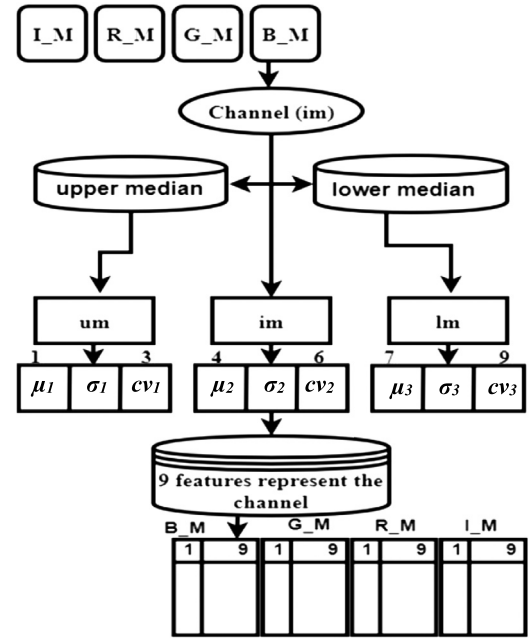 I_M R_M G_M B_M
Channel (im)
upper median lower median
um im lm
1 3 4 6 7 9
μ1 σ1 cv1 μ2 σ2 cv2 μ3 σ3 cv3
9 features represent the
channel
B_M G_M R_M I_M
1 9 1 9 1 9 1 9